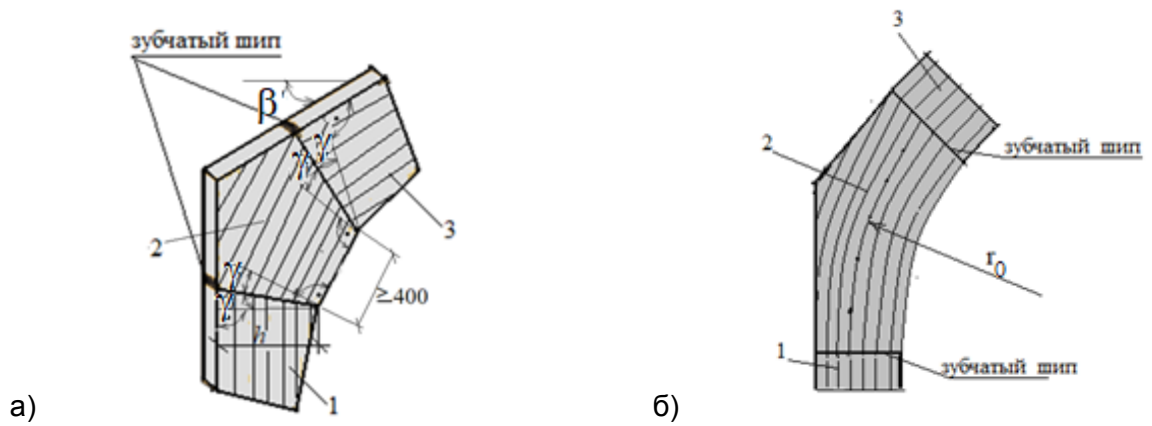 зубчатый шип
β'
γ
γ
2
3
γ
γ
≥400
h
1
а)
3
2
зубчатый шип
r0
1
зубчатый шип
б)